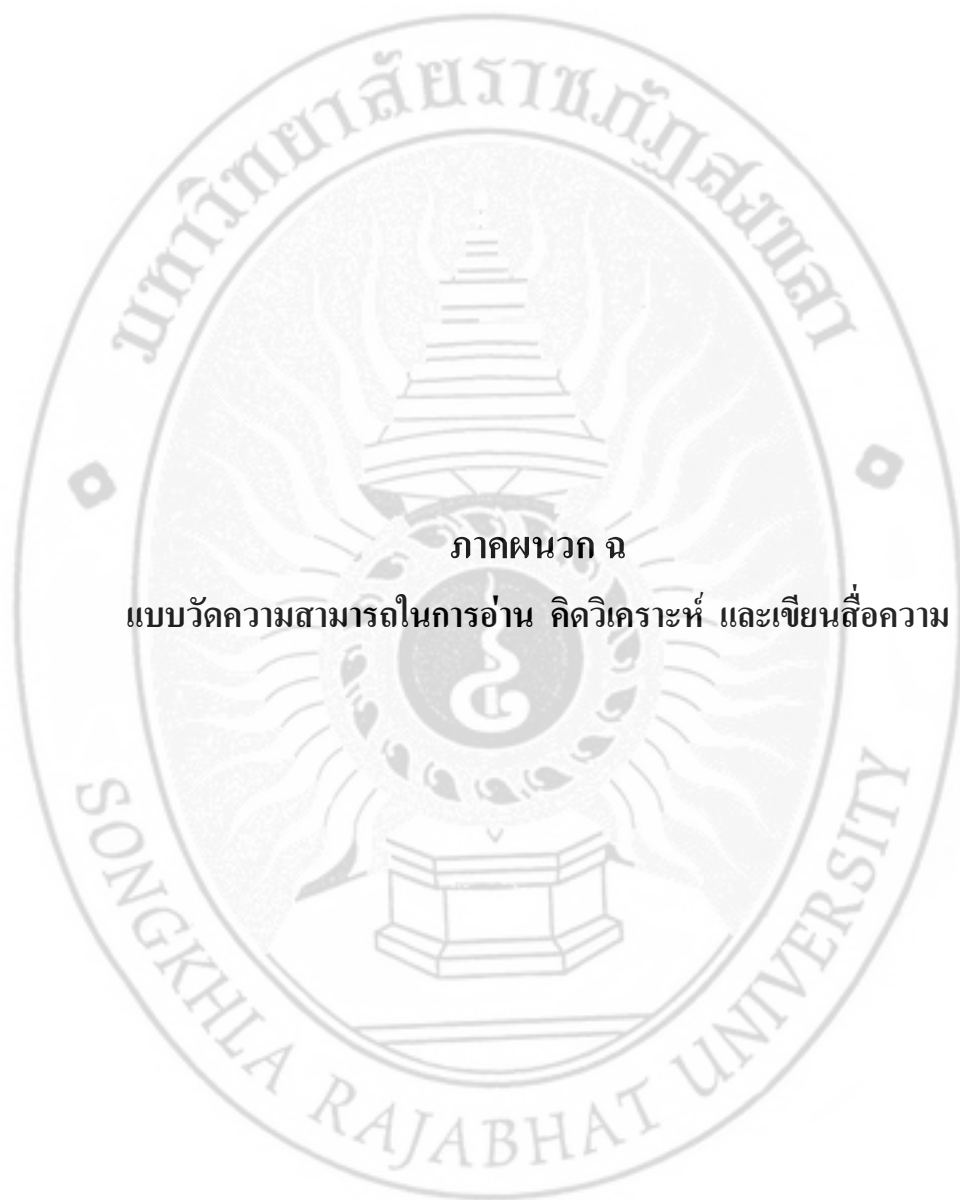 มหาวิทยาลัยราชภัฏสงขลา
ภาคผนวก ฉ
แบบวัดความสามารถในการอ่าน คิดวิเคราะห์ และเขียนสื่อความ
SONGKHLA RAJABHAT UNIVERSITY